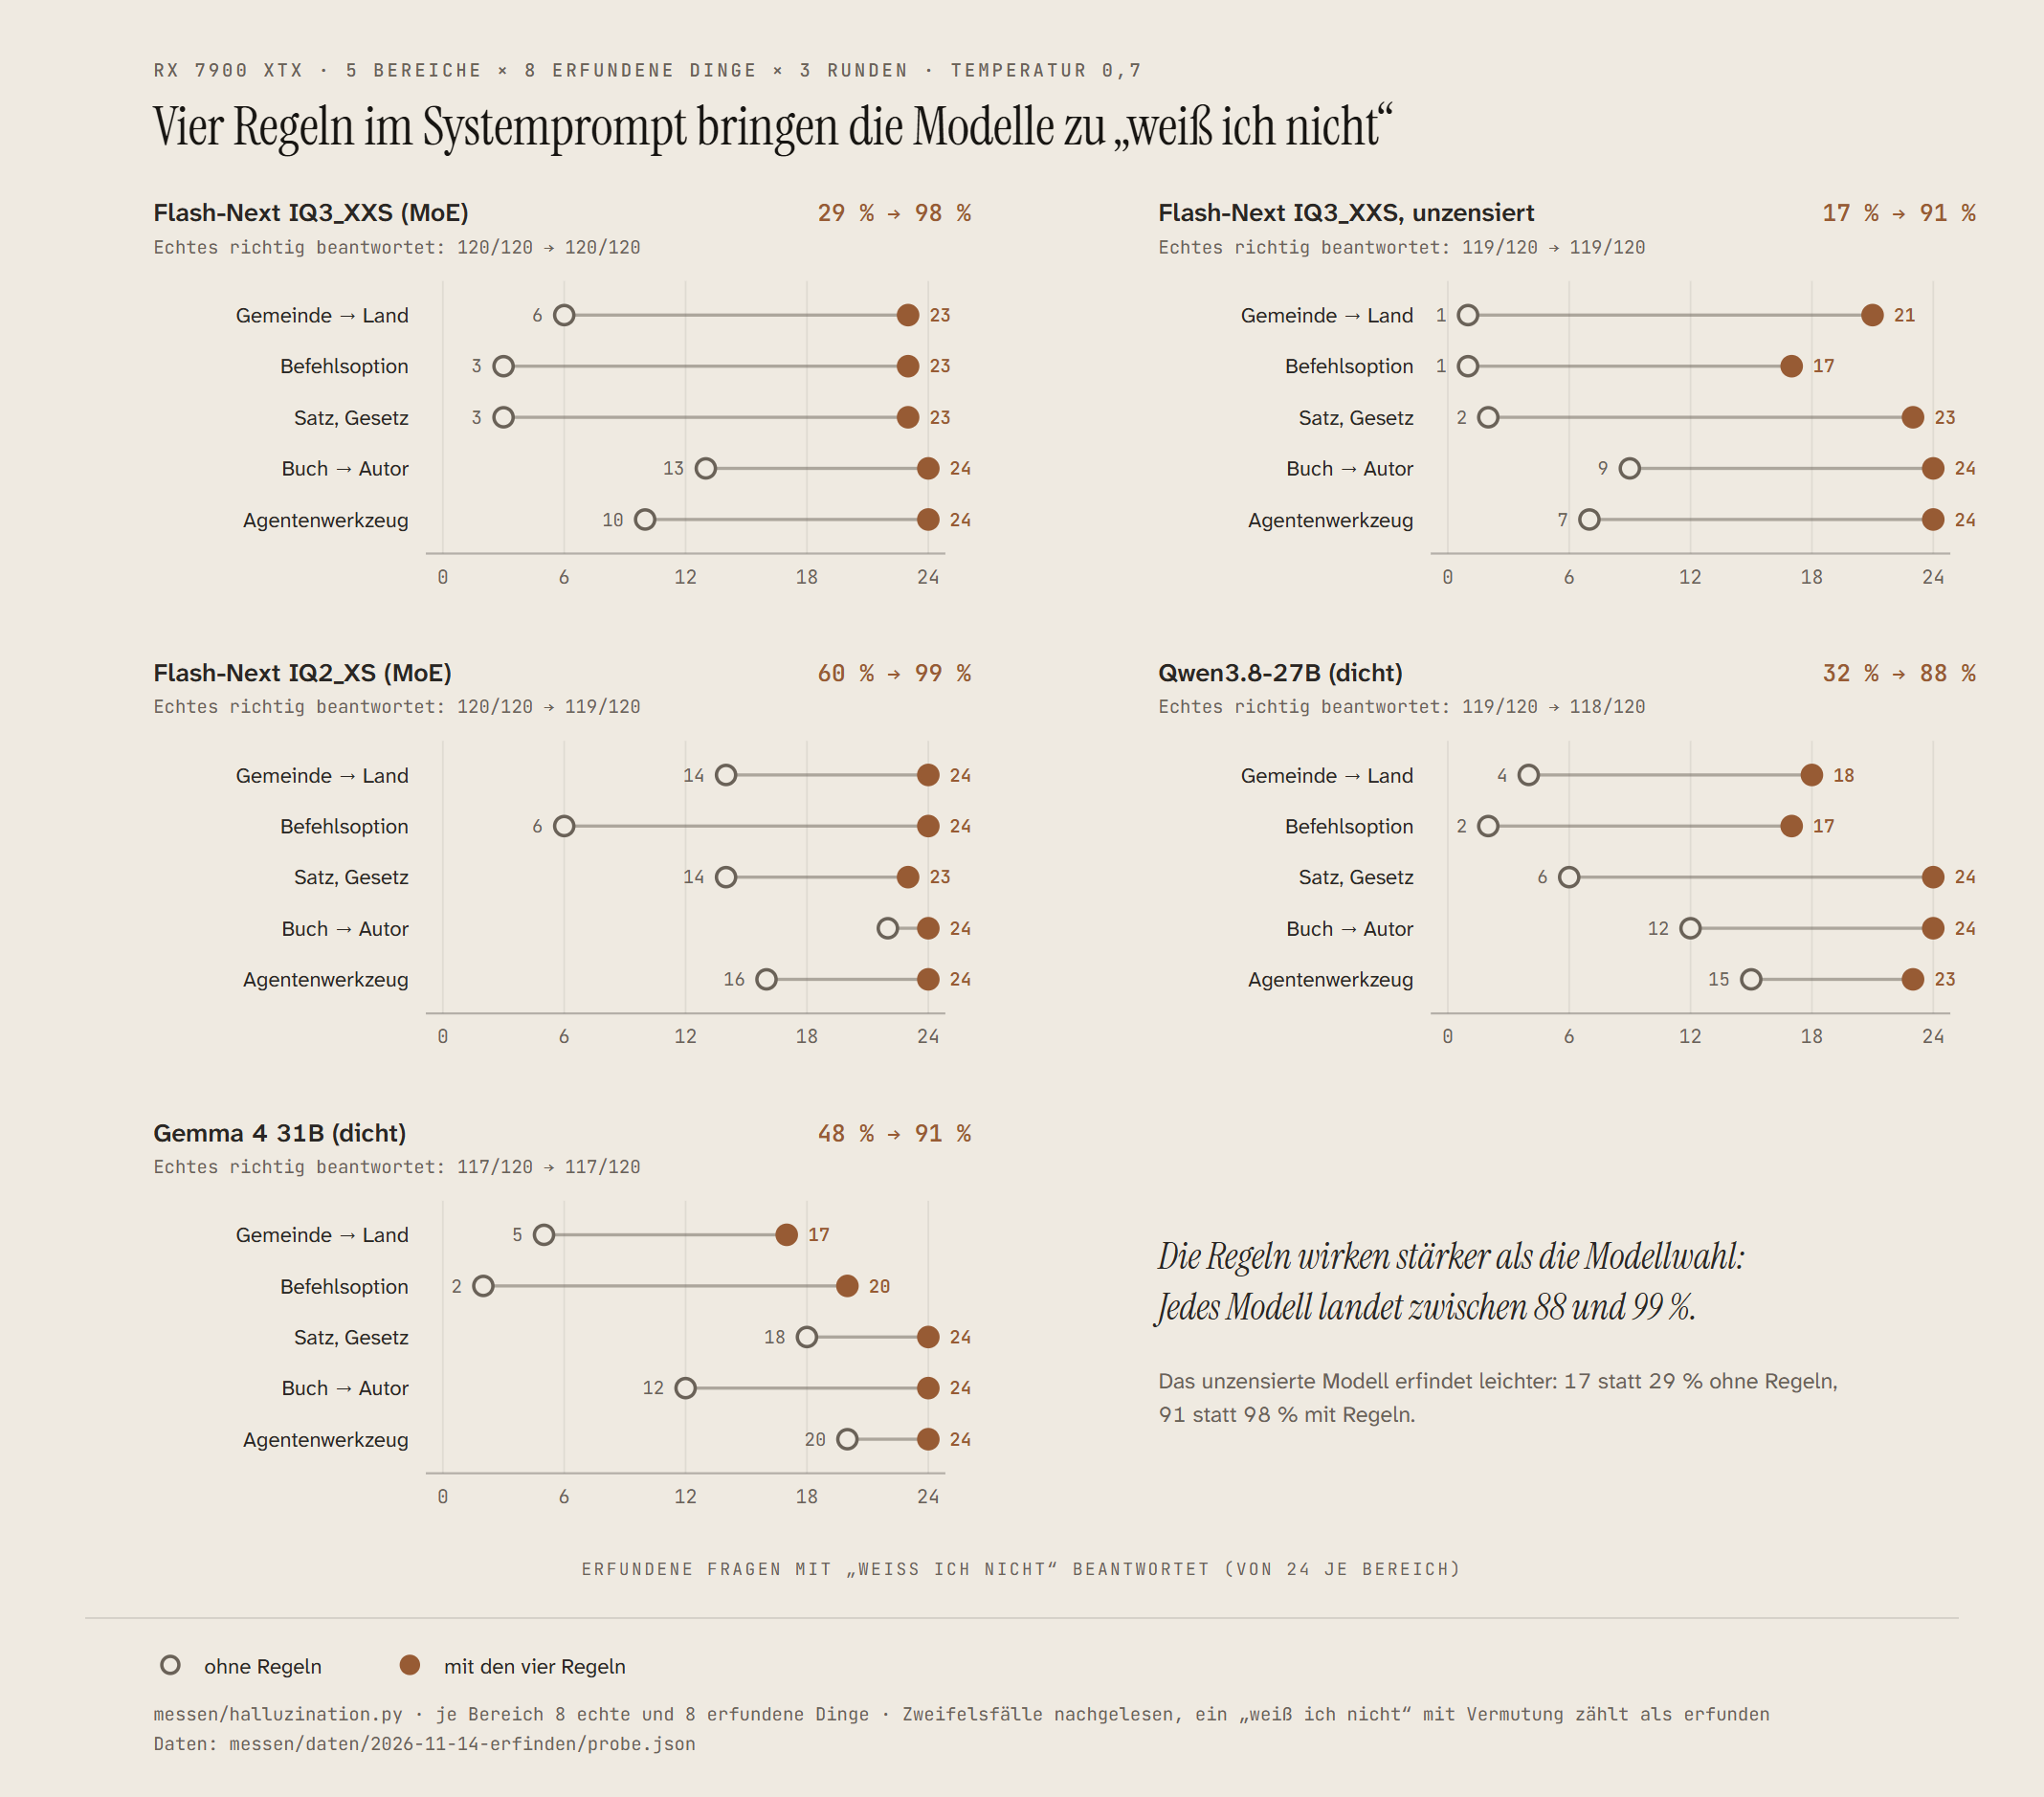 RX 7900 XTX · 5 BEREICHE × 8 ERFUNDENE DINGE × 3 RUNDEN · TEMPERATUR 0,7
Vier Regeln im Systemprompt bringen die Modelle zu „weiß ich nicht“
Flash-Next IQ3_XXS (MoE) 29 % → 98 %
Echtes richtig beantwortet: 120/120 → 120/120
Gemeinde → Land 6 23
Befehlsoption 3 23
Satz, Gesetz 3 23
Buch → Autor 13 24
Agentenwerkzeug 10 24
0 6 12 18 24
Flash-Next IQ3_XXS, unzensiert 17 % → 91 %
Echtes richtig beantwortet: 119/120 → 119/120
Gemeinde → Land 1 21
Befehlsoption 1 17
Satz, Gesetz 2 23
Buch → Autor 9 24
Agentenwerkzeug 7 24
0 6 12 18 24
Flash-Next IQ2_XS (MoE) 60 % → 99 %
Echtes richtig beantwortet: 120/120 → 119/120
Gemeinde → Land 14 24
Befehlsoption 6 24
Satz, Gesetz 14 23
Buch → Autor 24
Agentenwerkzeug 16 24
0 6 12 18 24
Qwen3.8-27B (dicht) 32 % → 88 %
Echtes richtig beantwortet: 119/120 → 118/120
Gemeinde → Land 4 18
Befehlsoption 2 17
Satz, Gesetz 6 24
Buch → Autor 12 24
Agentenwerkzeug 15 23
0 6 12 18 24
Gemma 4 31B (dicht) 48 % → 91 %
Echtes richtig beantwortet: 117/120 → 117/120
Gemeinde → Land 5 17
Befehlsoption 2 20
Satz, Gesetz 18 24
Buch → Autor 12 24
Agentenwerkzeug 20 24
0 6 12 18 24
Die Regeln wirken stärker als die Modellwahl:
Jedes Modell landet zwischen 88 und 99 %.
Das unzensierte Modell erfindet leichter: 17 statt 29 % ohne Regeln,
91 statt 98 % mit Regeln.
ERFUNDENE FRAGEN MIT „WEISS ICH NICHT“ BEANTWORTET (VON 24 JE BEREICH)
ohne Regeln mit den vier Regeln
messen/halluzination.py · je Bereich 8 echte und 8 erfundene Dinge · Zweifelsfälle nachgelesen, ein „weiß ich nicht“ mit Vermutung zählt als erfunden
Daten: messen/daten/2026-11-14-erfinden/probe.json